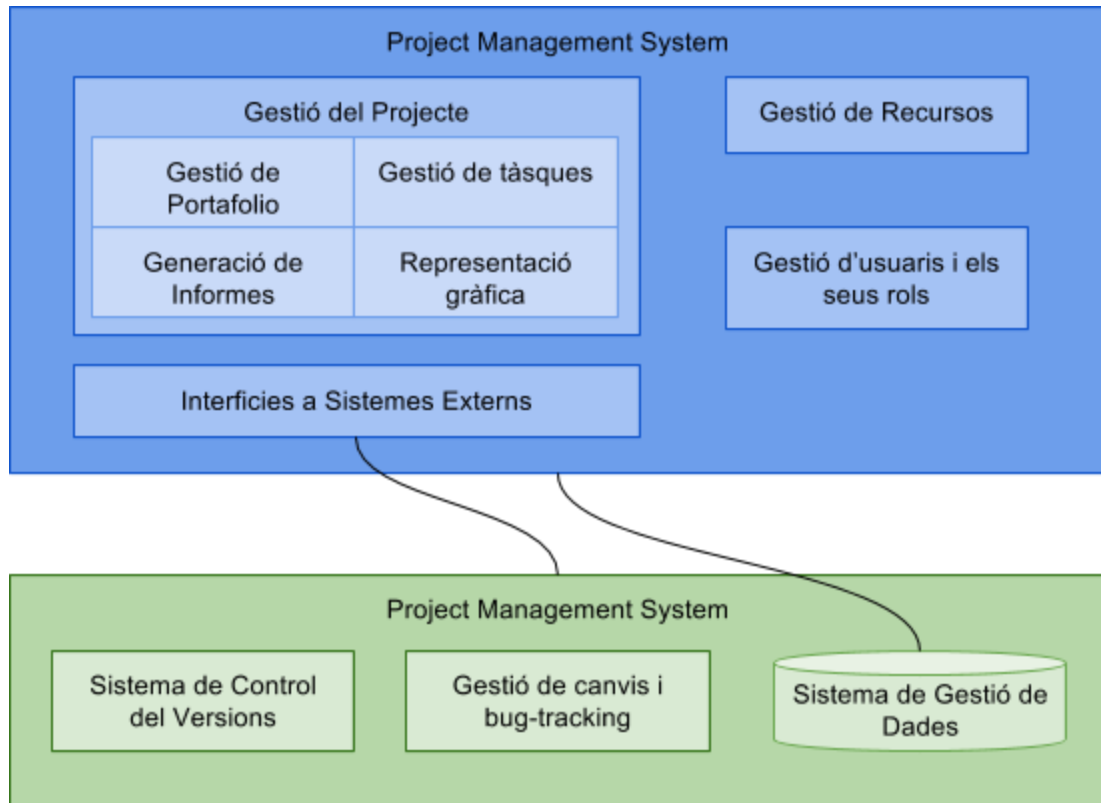 Project Management System
Gestió del Projecte
Gestió de
Portafolio
Gestió de tàsques
Generació de
Informes
Representació
gràfica
Gestió de Recursos
Gestió d'usuaris i els
seus rols
Interficies a Sistemes Externs
Project Management System
Sistema de Control
del Versions
Gestió de canvis i
bug-tracking
Sistema de Gestió de
Dades